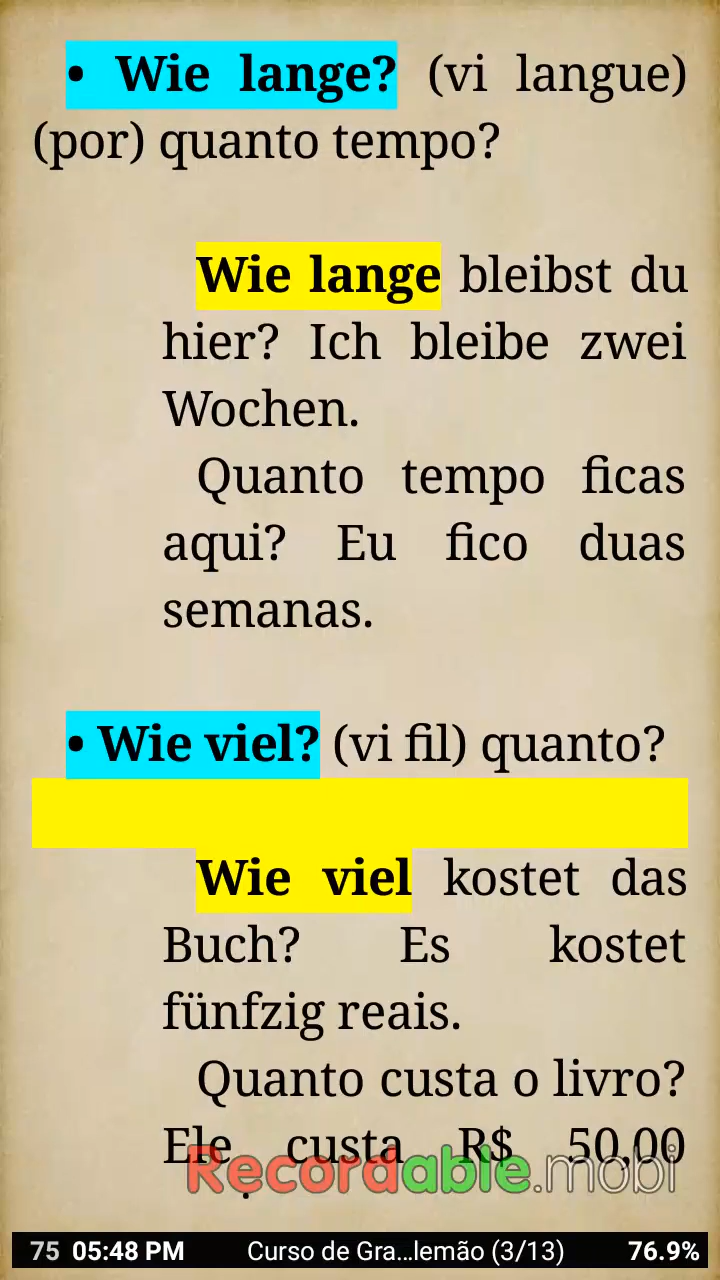 • Wie lange? (vi langue)
(por) quanto tempo?
Wie lange bleibst du
hier? Ich bleibe zwei
Wochen.
Quanto tempo ficas
aqui? Eu fico duas
semanas.
• Wie viel? (vi fil) quanto?
Wie viel kostet das
Buch? Es kostet
fünfzig reais.
Quanto custa o livro?
Ele custa R$ 50,00
Recordable.mobi
75 05:48 PM Curso de Gra...lemão (3/13) 76.9%